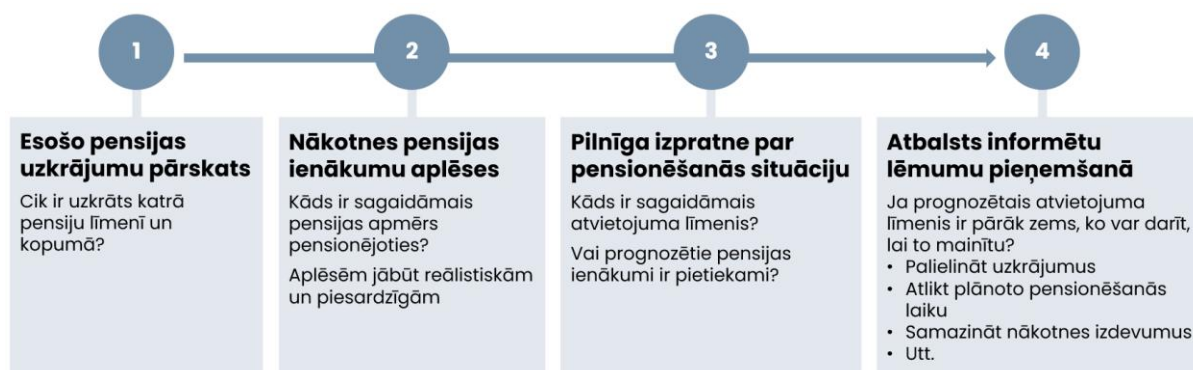 1
2
3
4
Esošo pensijas
uzkrājumu pārskats
Cik ir uzkrāts katrā
pensiju līmenī un
kopumā?
Nākotnes pensijas
ienākumu aplēses
Kāds ir sagaidāmais
pensijas apmērs
pensionējoties?
Aplēsēm jābūt reālistiskām
un piesardzīgām
Pilnīga izpratne par
pensionēšanās situāciju
Kāds ir sagaidāmais
atvietojuma līmenis?
Vai prognozētie pensijas
ienākumi ir pietiekami?
Atbalsts informētu
lēmumu pieņemšanā
Ja prognozētais atvietojuma
līmenis ir pārāk zems, ko var darīt,
lai to mainītu?
• Palielināt uzkrājumus
• Atlikt plānoto pensionēšanās
laiku
• Samazināt nākotnes izdevumus
• Utt.